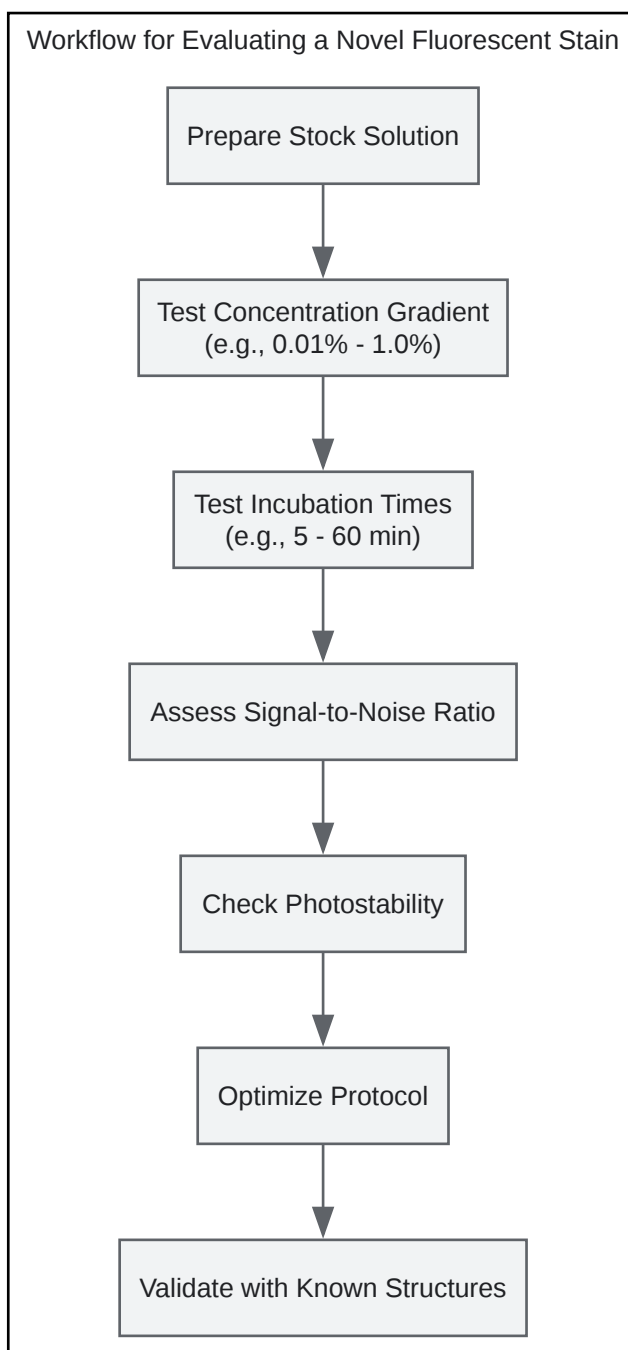 Workflow for Evaluating a Novel Fluorescent Stain
Prepare Stock Solution
Test Concentration Gradient
(e.g., 0.01% - 1.0%)
Test Incubation Times
(e.g., 5 - 60 min)
Assess Signal-to-Noise Ratio
Check Photostability
Optimize Protocol
Validate with Known Structures